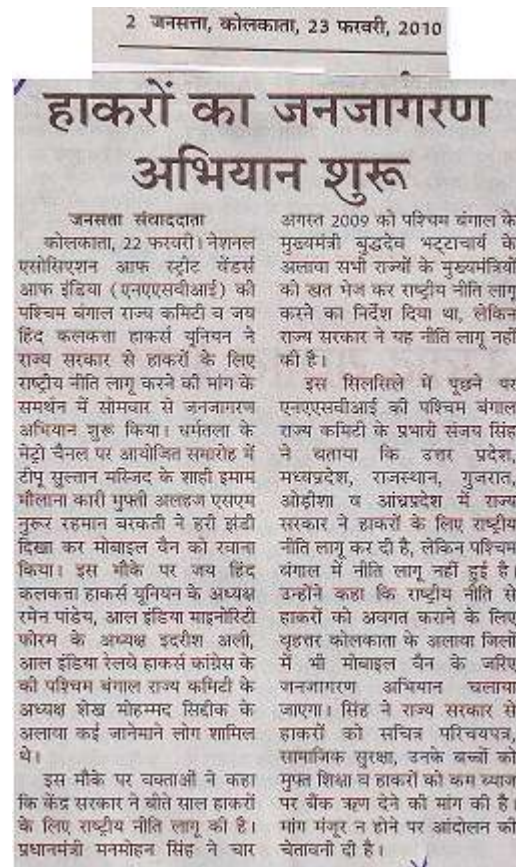 2 जनसत्ता, कोलकाता, 23 फरवरी, 2010
हाकरों का जनजागरण
अभियान शुरू
जनसत्ता संवाददाता
कोलकाता, 22 फरवरी। नेशनल
एसोसिएशन आफ स्ट्रीट वेंडर्स
आफ इंडिया (एनएएसवीआई) की
पश्चिम बंगाल राज्य कमिटी व जय
हिंद कलकत्ता हाकर्स यूनियन ने
राज्य सरकार से हाकरों के लिए
राष्ट्रीय नीति लागू करने की मांग के
समर्थन में सोमवार से जनजागरण
अभियान शुरू किया। धर्मतला के
मेट्रो चैनल पर आयोजित समारोह में
टीपू सुल्तान मस्जिद के शाही इमाम
मौलाना कारी मुफ्ती अलहज एसएम
नुरूर रहमान बरकती ने हरी झंडी
दिखा कर मोबाइल वैन को रवाना
किया। इस मौके पर जय हिंद
कलकत्ता हाकर्स यूनियन के अध्यक्ष
रमेन पांडेय, आल इंडिया माइनोरिटी
फोरम के अध्यक्ष इदरीश अली,
आल इंडिया रेलवे हाकर्स कांग्रेस के
की पश्चिम बंगाल राज्य कमिटी के
अध्यक्ष शेख मोहम्मद सिद्दीक के
अलावा कई जानेमाने लोग शामिल
थे।
इस मौके पर वक्ताओं ने कहा
कि केंद्र सरकार ने बीते साल हाकरों
के लिए राष्ट्रीय नीति लागू की है।
प्रधानमंत्री मनमोहन सिंह ने चार
अगस्त 2009 को पश्चिम बंगाल के
मुख्यमंत्री बुद्धदेव भट्टाचार्य के
अलावा सभी राज्यों के मुख्यमंत्रियों
को खत भेज कर राष्ट्रीय नीति लागू
करने का निर्देश दिया था, लेकिन
राज्य सरकार ने यह नीति लागू नहीं
की है।
इस सिलसिले में पूछने पर
एनएएसवीआई की पश्चिम बंगाल
राज्य कमिटी के प्रभारी संजय सिंह
ने बताया कि उत्तर प्रदेश,
मध्यप्रदेश, राजस्थान, गुजरात,
ओड़ीशा व आंध्रप्रदेश में राज्य
सरकार ने हाकरों के लिए राष्ट्रीय
नीति लागू कर दी है, लेकिन पश्चिम
बंगाल में नीति लागू नहीं हुई है।
उन्होंने कहा कि राष्ट्रीय नीति से
हाकरों को अवगत कराने के लिए
वृहत्तर कोलकाता के अलावा जिलों
में भी मोबाइल वैन के जरिए
जनजागरण अभियान चलाया
जाएगा। सिंह ने राज्य सरकार से
हाकरों को सचित्र परिचयपत्र,
सामाजिक सुरक्षा, उनके बच्चों को
मुफ्त शिक्षा व हाकरों को कम ब्याज
पर बैंक ऋण देने की मांग की है।
मांग मंजूर न होने पर आंदोलन की
चेतावनी दी है।